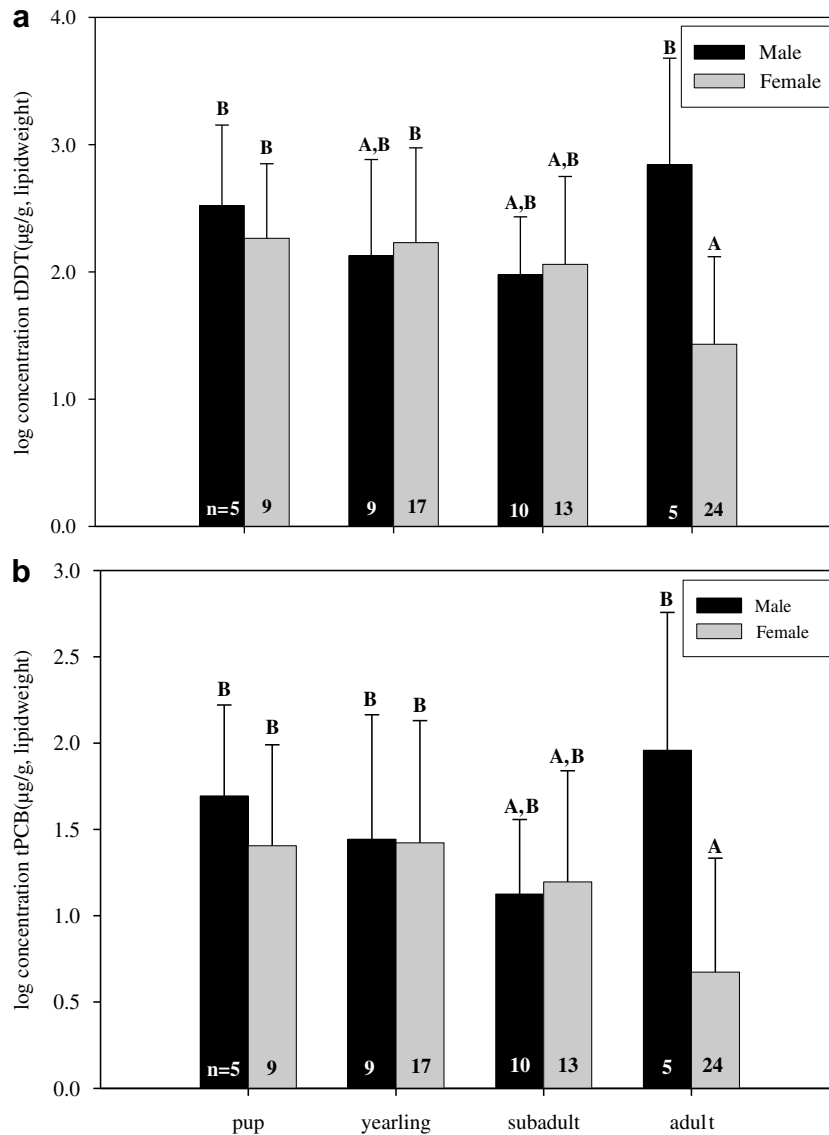 a
4.0
B
Male
Female
B
B
A,B
B
3.0
A,B
A,B
A
2.0
1.0
log concentration tDDT(µg/g, lipidweight)
n=5
9
9
17
10
13
5
24
0.0
b
3.0
B
Male
Female
2.5
B
B
B
B
A,B
2.0
A,B
A
1.5
1.0
0.5
log concentration tPCB(µg/g, lipidweight)
n=5
9
9
17
10
13
5
24
0.0
pup
yearling
subadult
adult